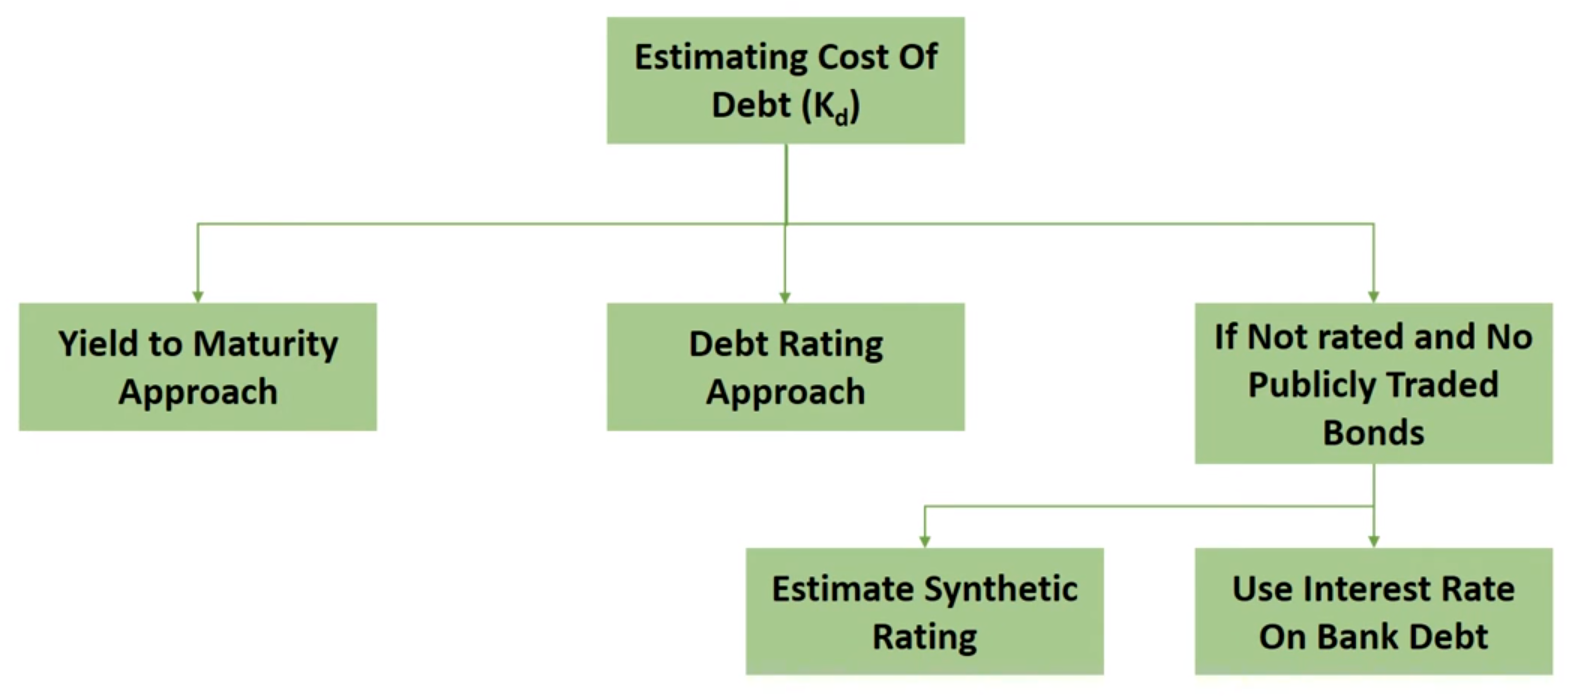 Estimating Cost Of
Debt (Kd)
Yield to Maturity
Approach
Debt Rating
Approach
If Not rated and No
Publicly Traded
Bonds
Estimate Synthetic
Rating
Use Interest Rate
On Bank Debt